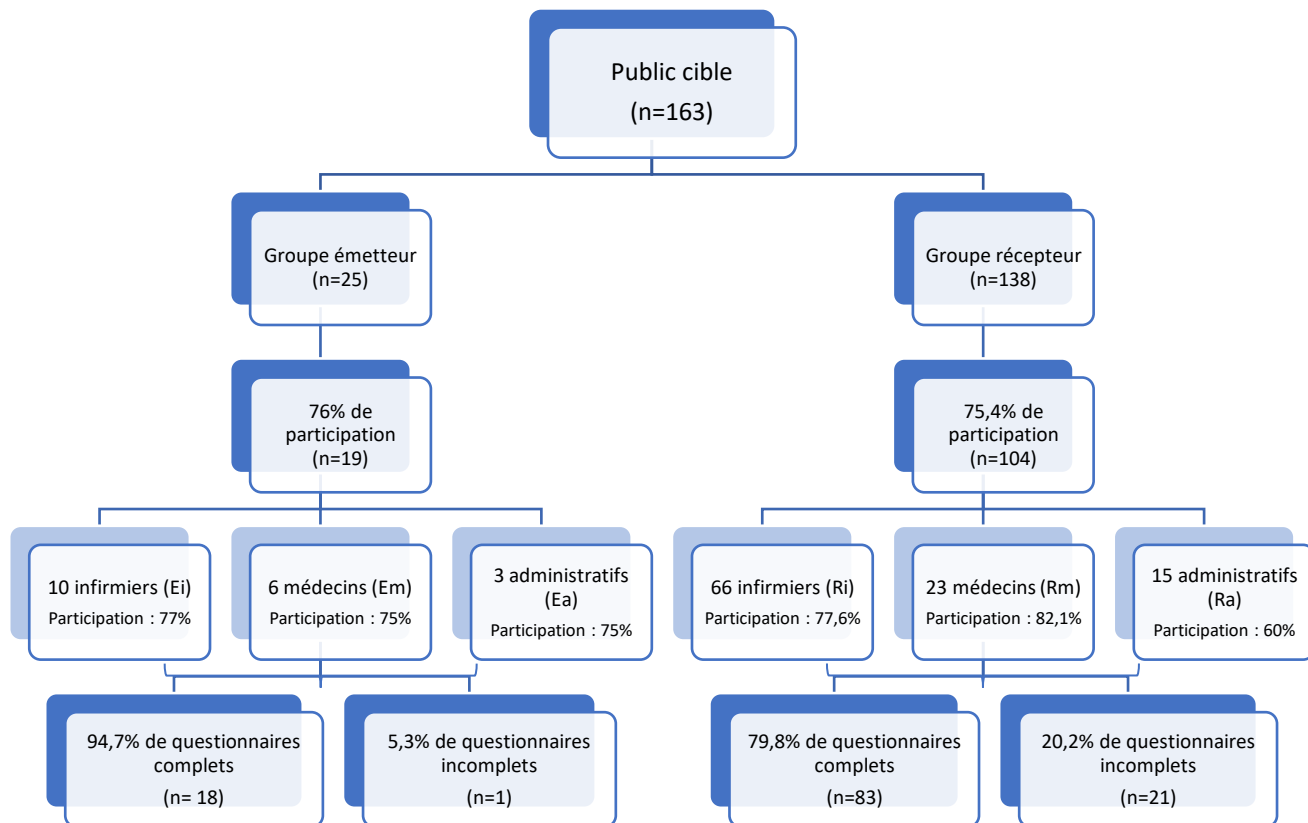 Public cible
(n=163)
Groupe émetteur
(n=25)
Groupe récepteur
(n=138)
76% de
participation
(n=19)
75,4% de
participation
(n=104)
10 infirmiers (Ei)
Participation : 77%
6 médecins (Em)
Participation : 75%
3 administratifs
(Ea)
Participation : 75%
66 infirmiers (Ri)
Participation : 77,6%
23 médecins (Rm)
Participation : 82,1%
15 administratifs
(Ra)
Participation : 60%
94,7% de questionnaires
complets
(n= 18)
5,3% de questionnaires
incomplets
(n=1)
79,8% de questionnaires
complets
(n=83)
20,2% de questionnaires
incomplets
(n=21)